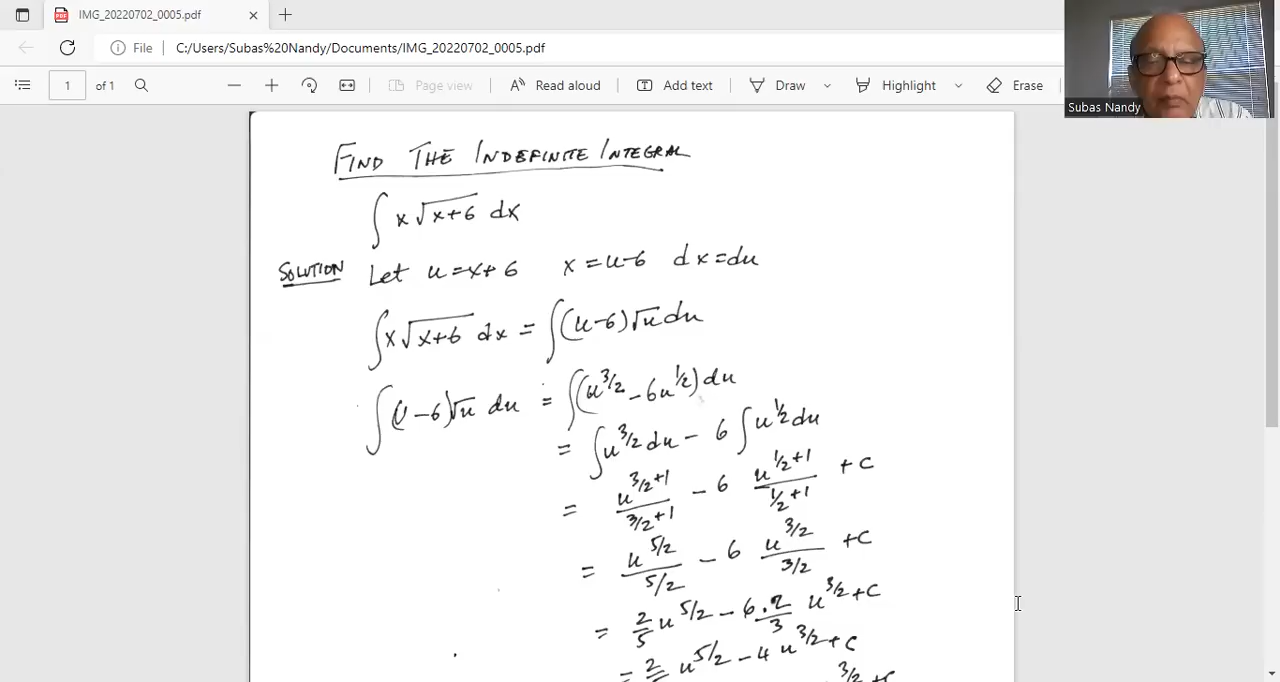 IMG_20220702_0005.pdf
File C:/Users/Subas%20Nandy/Documents/IMG_20220702_0005.pdf
1 of 1 Page view Read aloud Add text Draw Highlight Erase
Subas Nandy
FIND THE INDEFINITE INTEGRAL
∫ x √(x+6) dx
SOLUTION Let u = x+6 x = u-6 dx = du
∫ x √(x+6) dx = ∫ (u-6) √u du
∫ ( -6) √u du = ∫ (u^3/2 - 6u^1/2) du
= ∫ u^3/2 du - 6 ∫ u^1/2 du
= u^(3/2+1) / (3/2+1) - 6 u^(1/2+1) / (1/2+1) + C
= u^5/2 / 5/2 - 6 u^3/2 / 3/2 + C
= 2/5 u^5/2 - 6 . 2/3 u^3/2 + C
= 2/ u^5/2 - 4 u^3/2 + C
3/2 + C